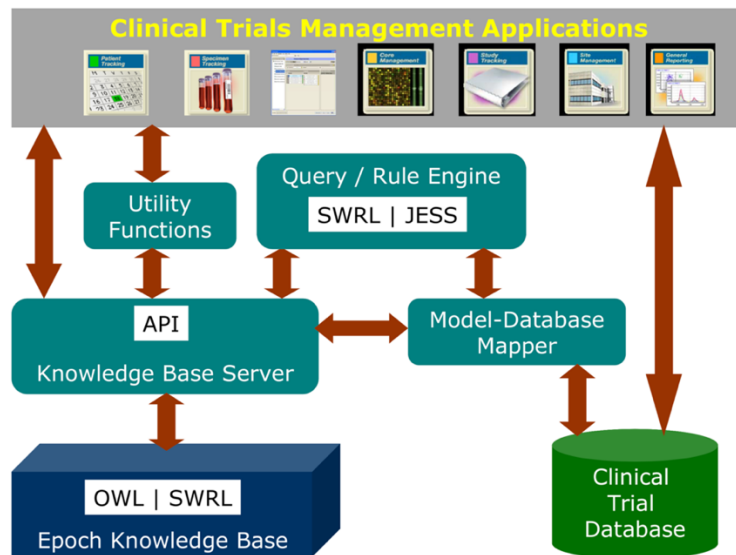 Clinical Trials Management Applications
Patient
Tracking
Specimen
Tracking
Core
Management
Study
Tracking
Site
Management
General
Reporting
Query / Rule Engine
SWRL | JESS
Utility
Functions
API
Knowledge Base Server
Model-Database
Mapper
OWL | SWRL
Epoch Knowledge Base
Clinical
Trial
Database